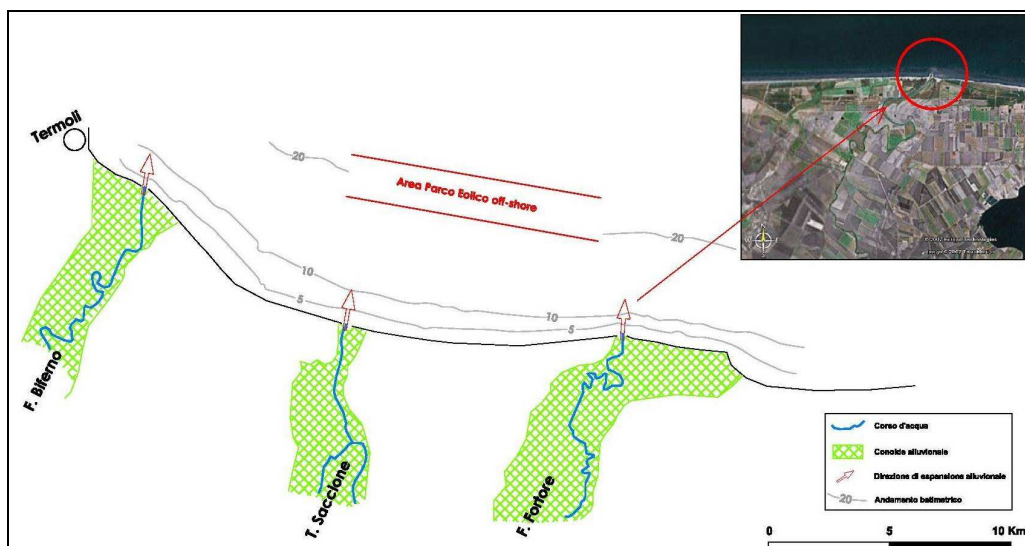 Termoli
20
Area Parco Eolico off-shore
20
10
5
10
5
F. Biferno
T. Saccione
F. Fortore
N
Corso d'acqua
Conoide alluvionale
Direzione di espansione alluvionale
20
Andamento batimetrico
0 5 10 Km